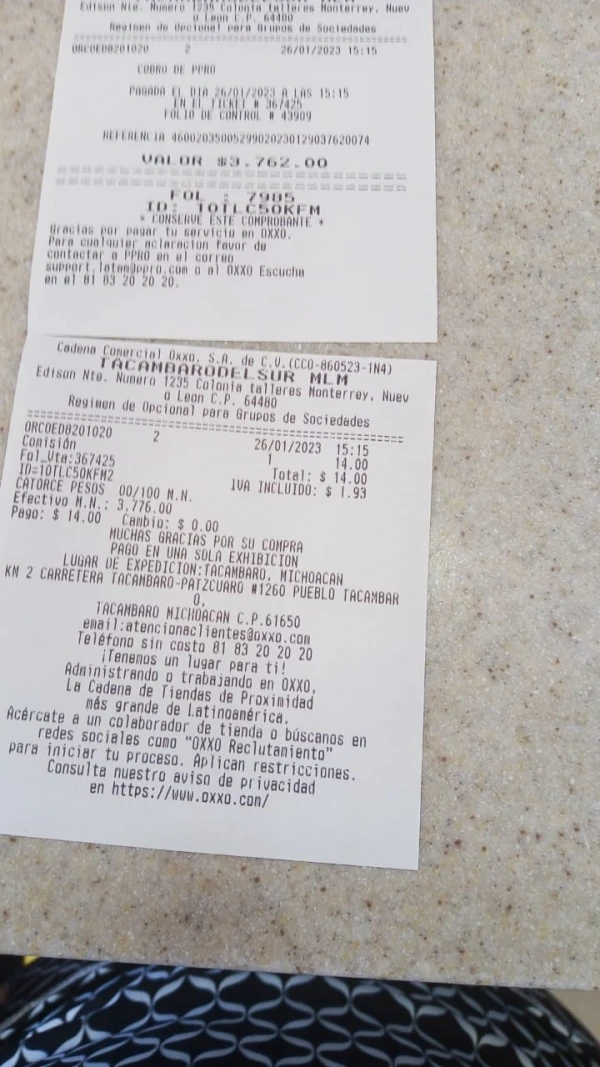 Edison Nte. Numero 1235 Colonia talleres Monterrey, Nuev
o Leon C.P. 64480
Regimen de Opcional para Grupos de Sociedades
ORCOED8201020 2 26/01/2023 15:15
COBRO DE PPRO
PAGADA EL DIA 26/01/2023 A LAS 15:15
EN EL TICKET # 367425
FOLIO DE CONTROL # 43909
REFERENCIA 4600203500529902023012903762 0074
VALOR $3.762.00
FOL : 7985
ID: 10TLC50KFM
* CONSERVE ESTE COMPROBANTE *
Gracias por pagar tu servicio en OXXO.
Para cualquier aclaracion favor de
contactar a PPRO en el correo
support.latam@ppro.com o al OXXO Escucha
en el 81 83 20 20 20.
Cadena Comercial Oxxo, S.A. de C.V.(CCO-860523-1N4)
TACAMBARODELSUR MLM
Edison Nte. Numero 1235 Colonia talleres Monterrey, Nuev
o Leon C.P. 64480
Regimen de Opcional para Grupos de Sociedades
ORCOED8201020 2 26/01/2023 15:15
Comisión 1 14.00
Fol_Vta:367425 Total: $ 14.00
ID=10TLC50KFM2 IVA INCLUIDO: $ 1.93
CATORCE PESOS 00/100 M.N.
Efectivo M.N.: 3,776.00
Pago: $ 14.00 Cambio: $ 0.00
MUCHAS GRACIAS POR SU COMPRA
PAGO EN UNA SOLA EXHIBICION
LUGAR DE EXPEDICION:TACAMBARO, MICHOACAN
KM 2 CARRETERA TACAMBARO-PATZCUARO #1260 PUEBLO TACAMBAR
O,
TACAMBARO MICHOACAN C.P.61650
email:atencionaclientes@oxxo.com
Teléfono sin costo 81 83 20 20 20
¡Tenemos un lugar para ti!
Administrando o trabajando en OXXO,
La Cadena de Tiendas de Proximidad
más grande de Latinoamérica.
Acércate a un colaborador de tienda o búscanos en
redes sociales como "OXXO Reclutamiento"
para iniciar tu proceso. Aplican restricciones.
Consulta nuestro aviso de privacidad
en https://www.oxxo.com/